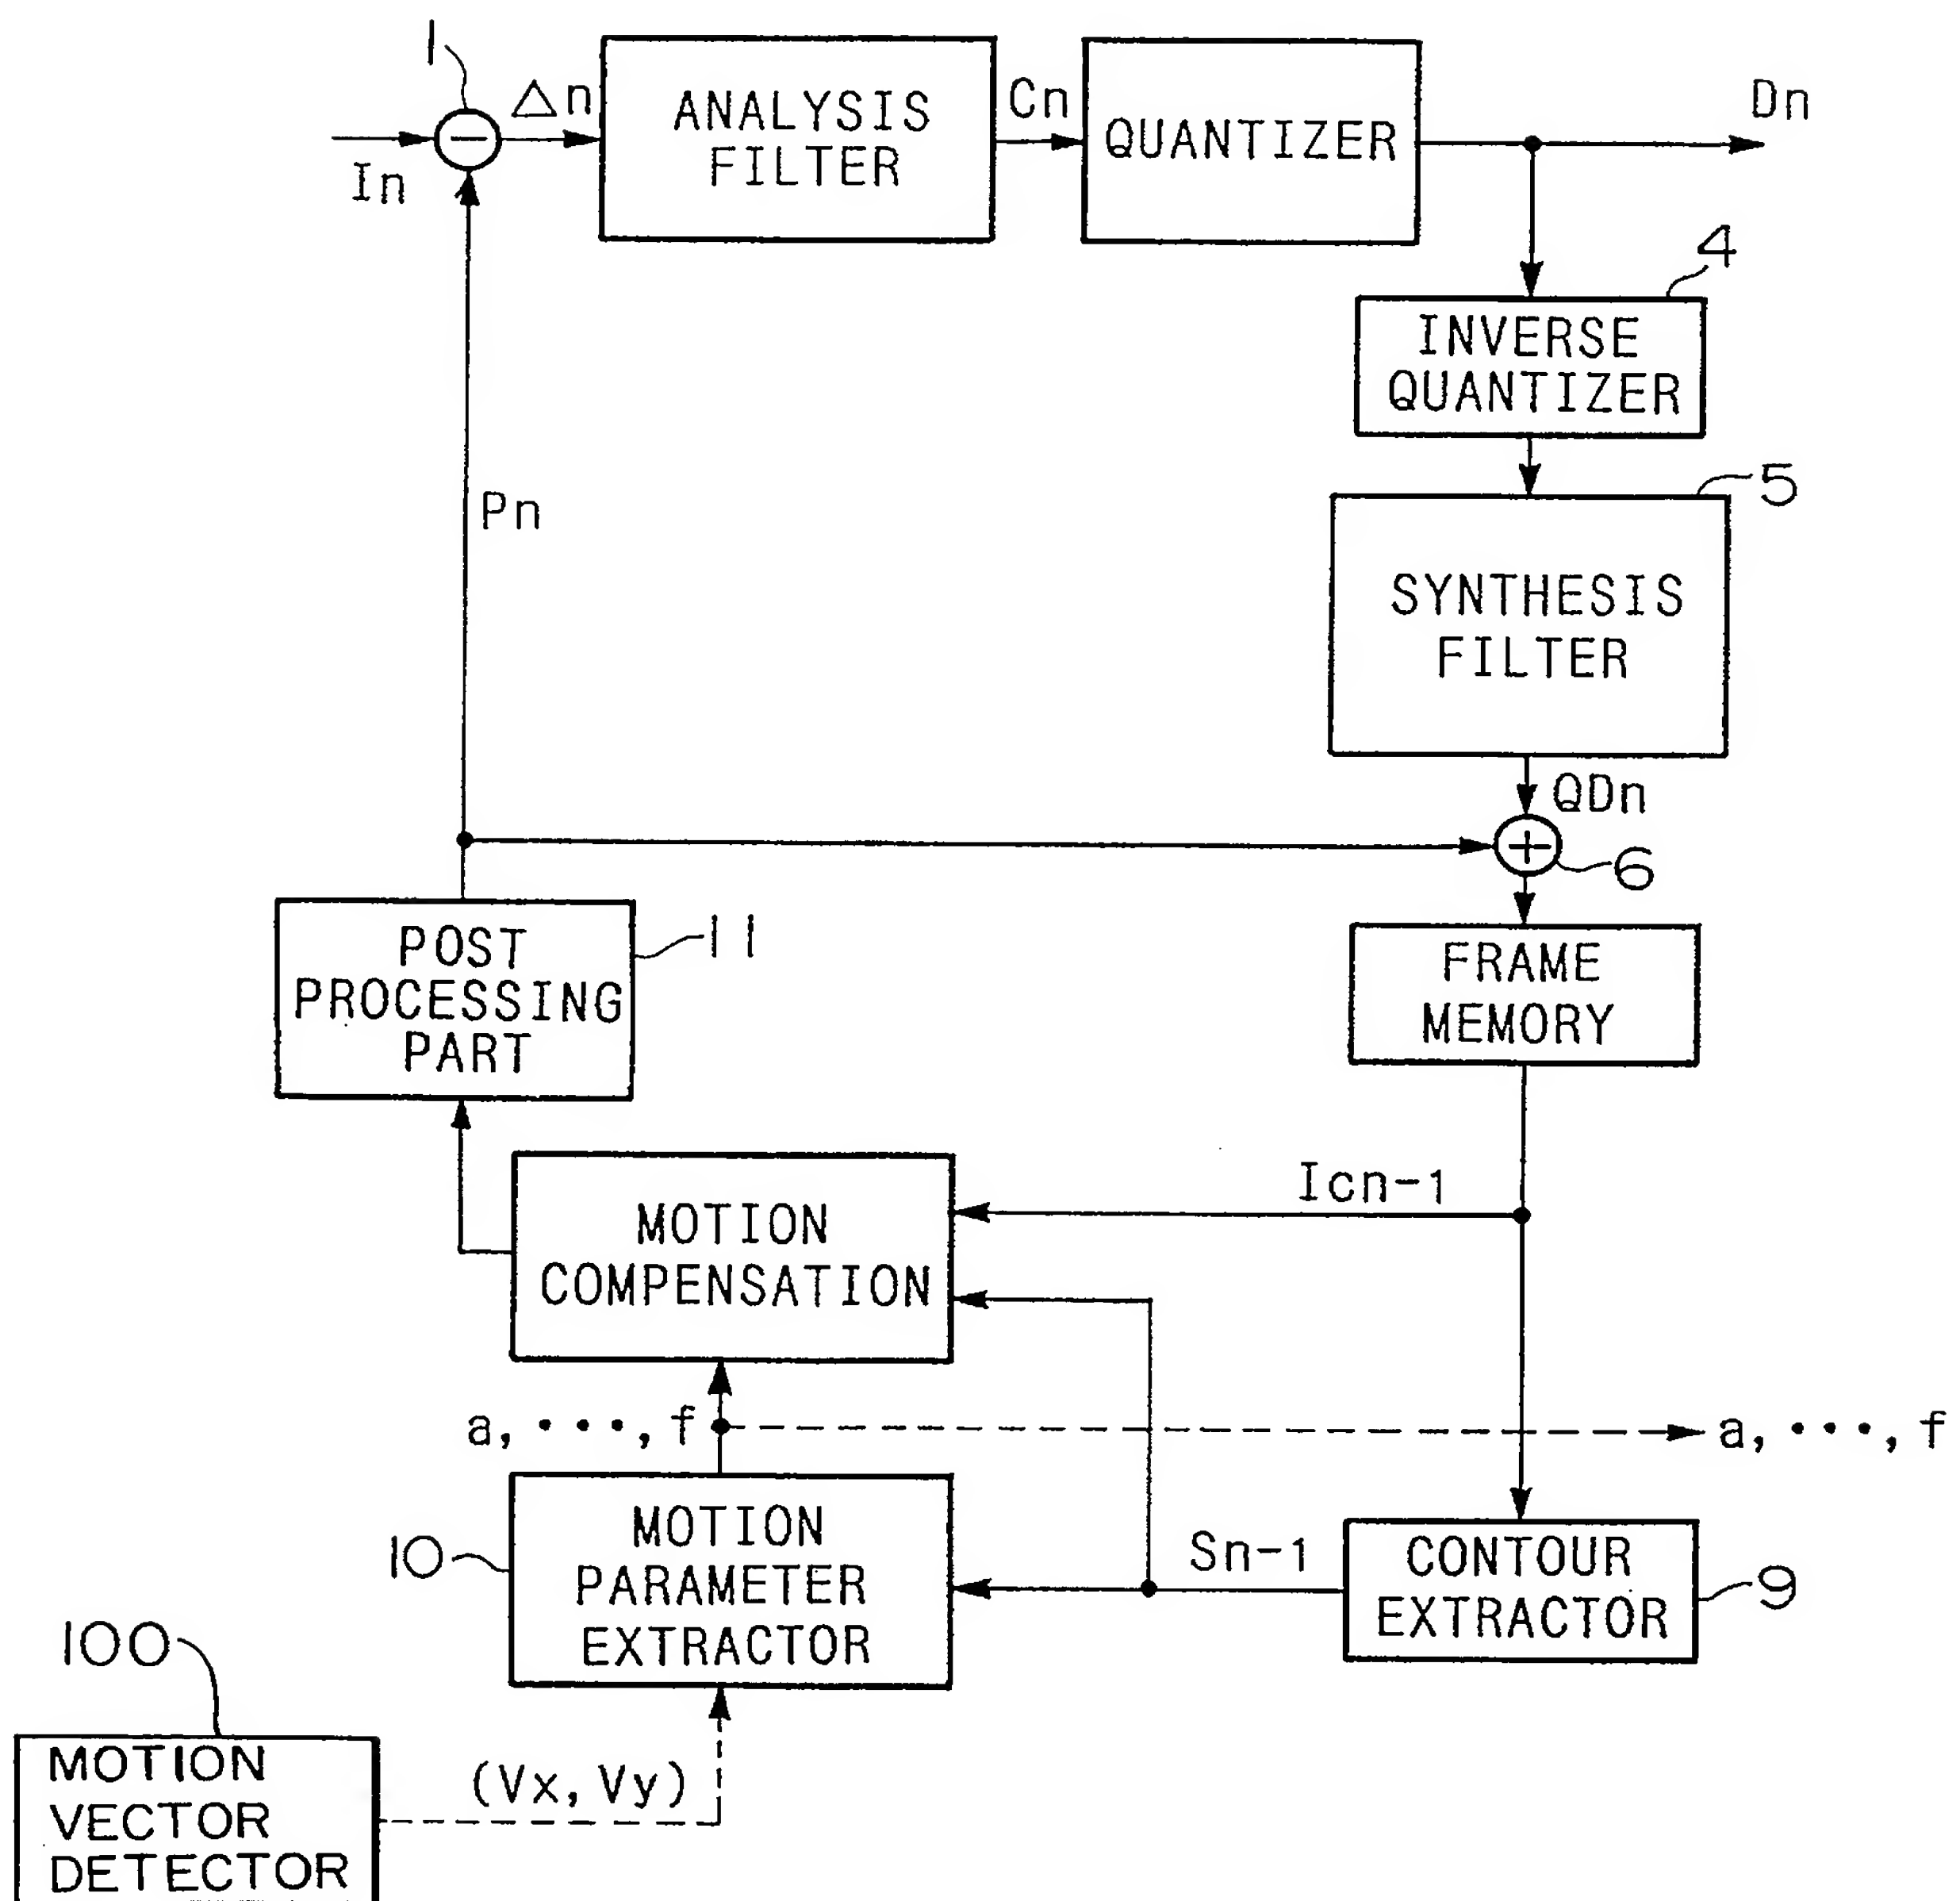 1
Δn
In
ANALYSIS
FILTER
Cn
QUANTIZER
Dn
4
INVERSE
QUANTIZER
5
SYNTHESIS
FILTER
Pn
QDn
6
POST
PROCESSING
PART
11
FRAME
MEMORY
Icn-1
MOTION
COMPENSATION
a, ···, f
a, ···, f
MOTION
PARAMETER
EXTRACTOR
10
Sn-1
CONTOUR
EXTRACTOR
9
100
MOTION
VECTOR
DETECTOR
(Vx, Vy)